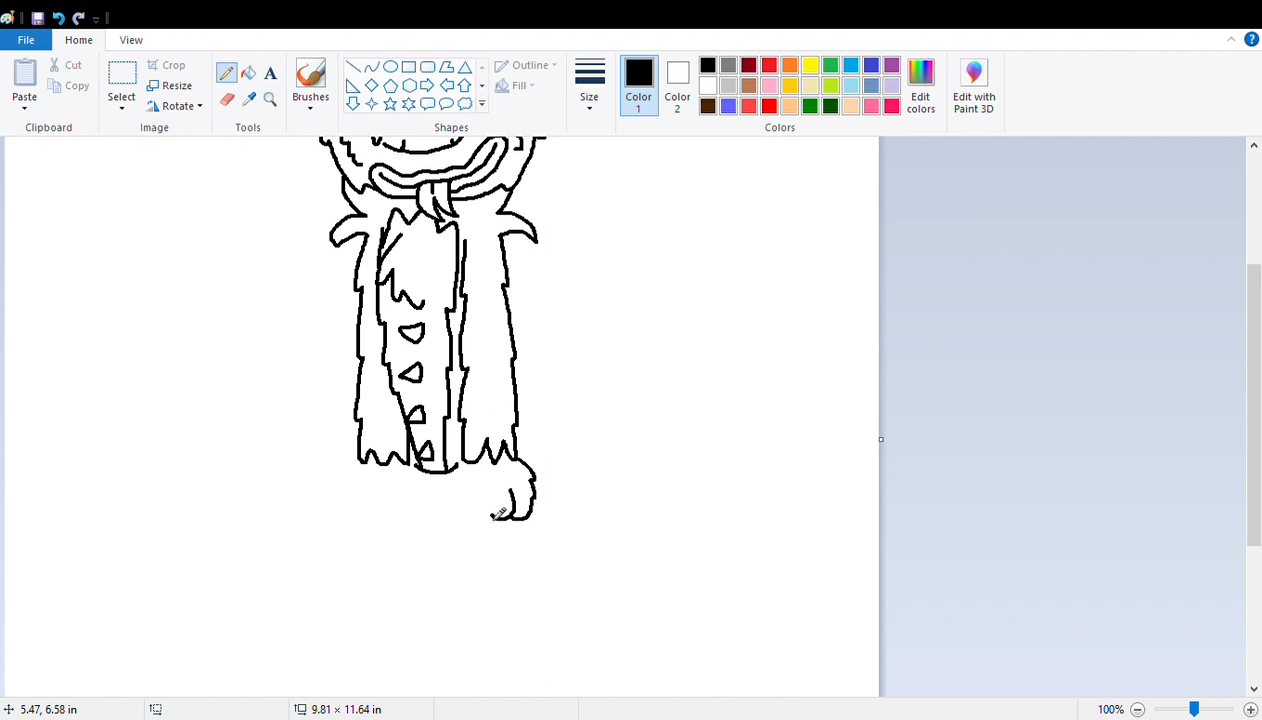 File Home View
Paste Cut Copy Select Crop Resize Rotate A Brushes Outline Fill Size Color 1 Color 2 Edit colors Edit with Paint 3D
Clipboard Image Tools Shapes Colors
5.47, 6.58 in 9.81 × 11.64 in 100%